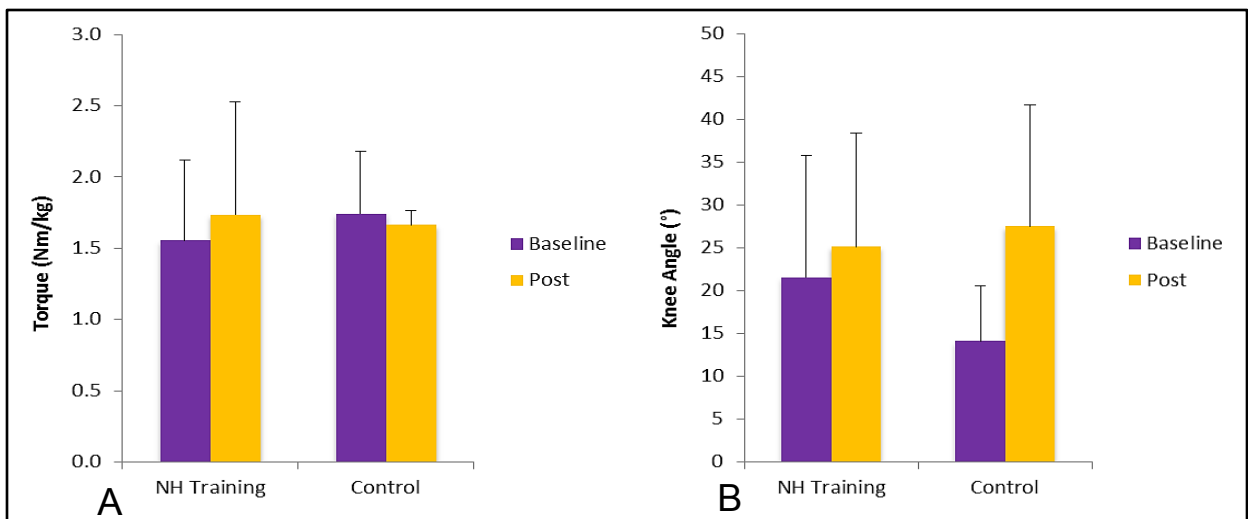 3.0
2.5
2.0
1.5
1.0
0.5
0.0
Torque (Nm/kg)
NH Training
Control
Baseline
Post
A
50
45
40
35
30
25
20
15
10
5
0
Knee Angle (°)
NH Training
Control
Baseline
Post
B